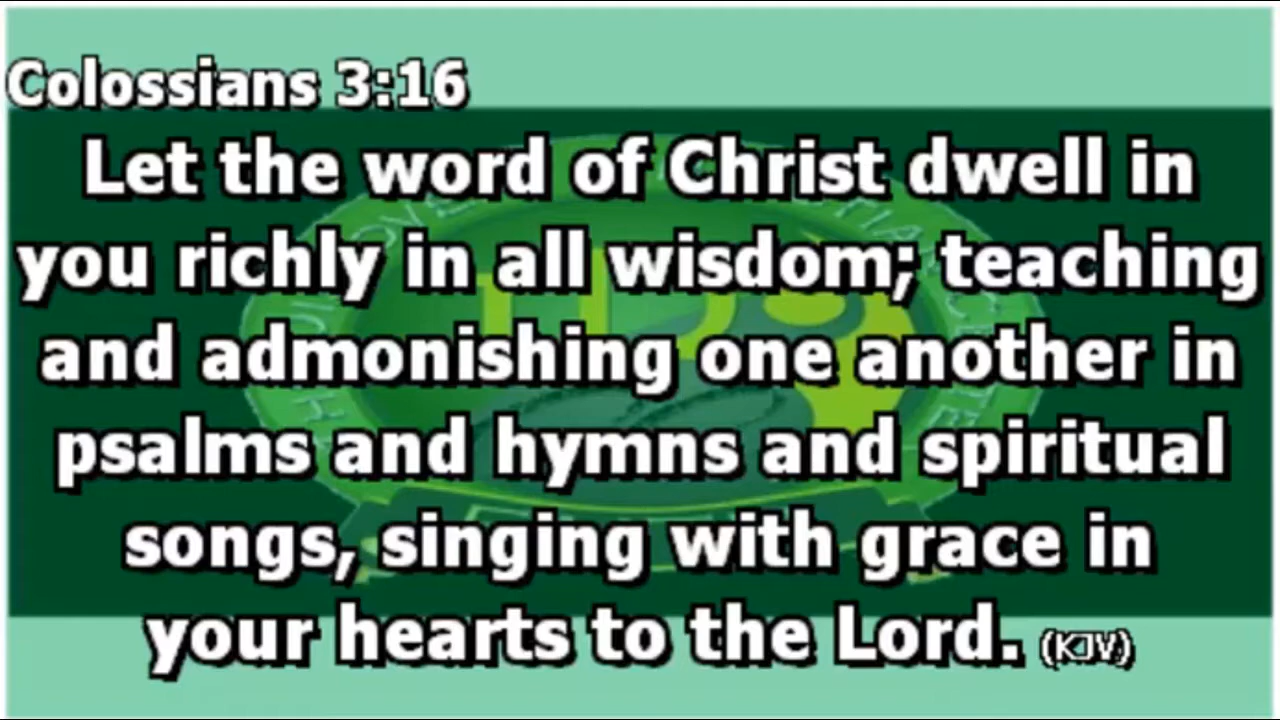 Colossians 3:16
Let the word of Christ dwell in
you richly in all wisdom; teaching
and admonishing one another in
psalms and hymns and spiritual
songs, singing with grace in
your hearts to the Lord. (KJV)